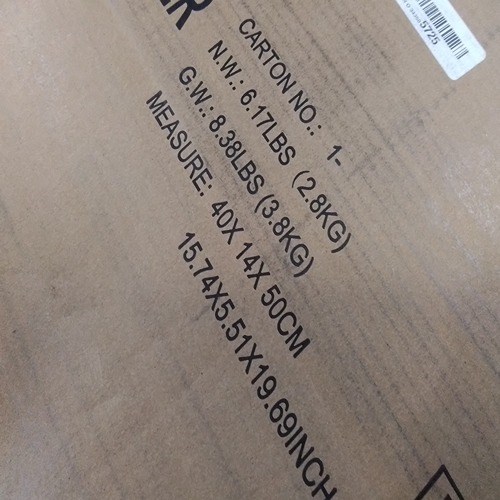 R
5725
CARTON NO.: 1-
N.W.: 6.17LBS (2.8KG)
G.W.: 8.38LBS (3.8KG)
MEASURE: 40X 14X 50CM
15.74X5.51X19.69INCH